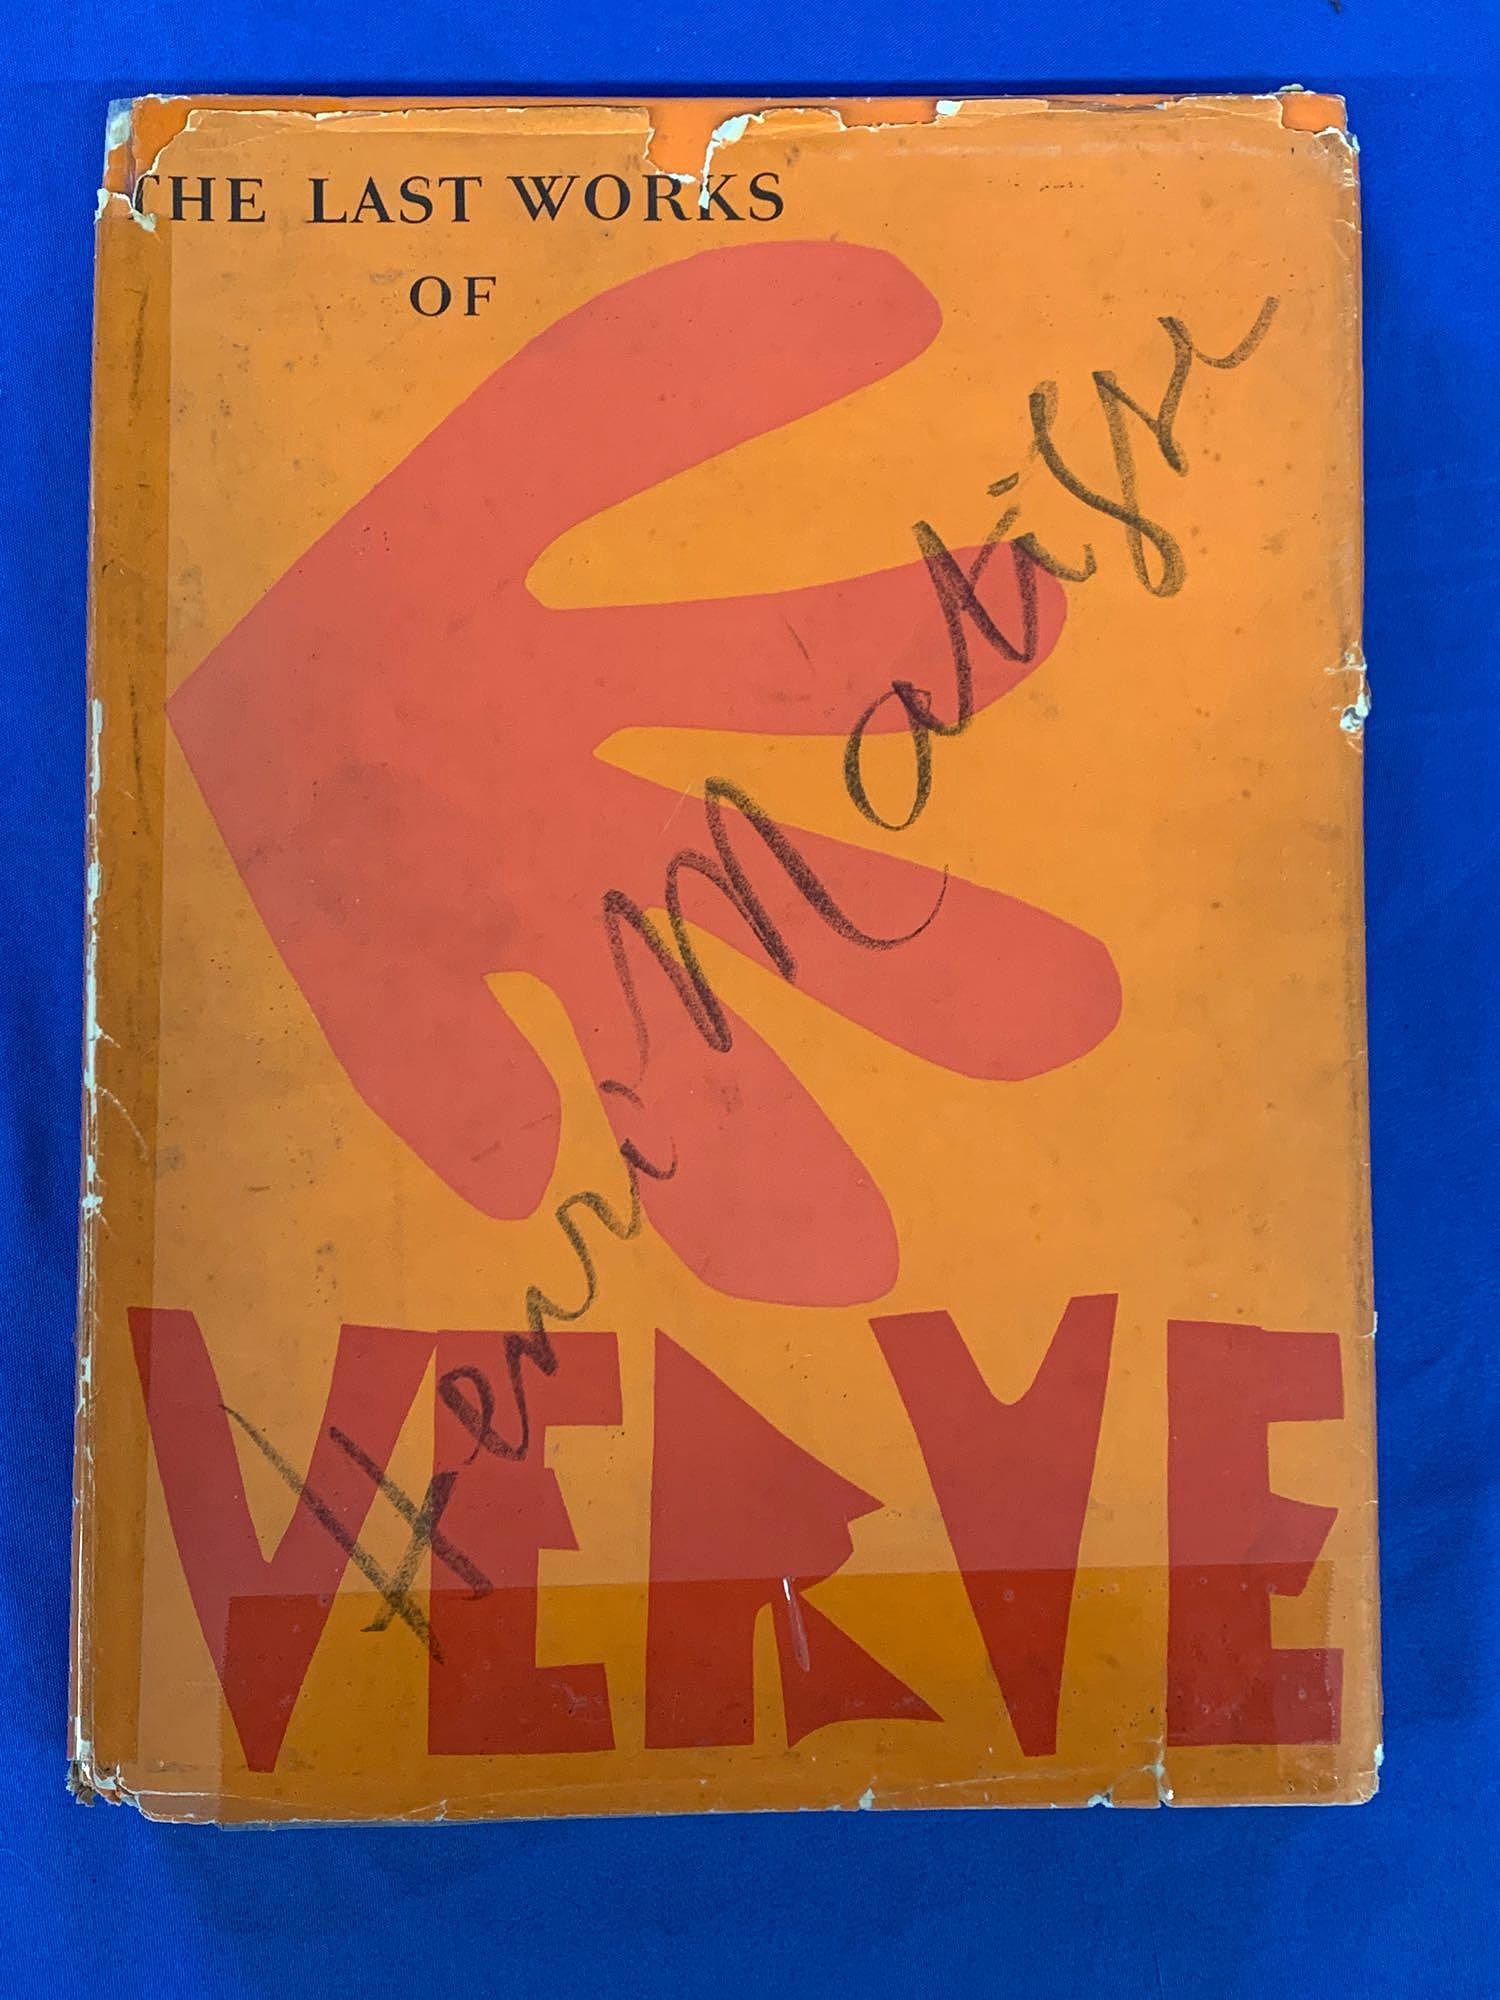 THE LAST WORKS
OF
Henri Matisse
VERVE